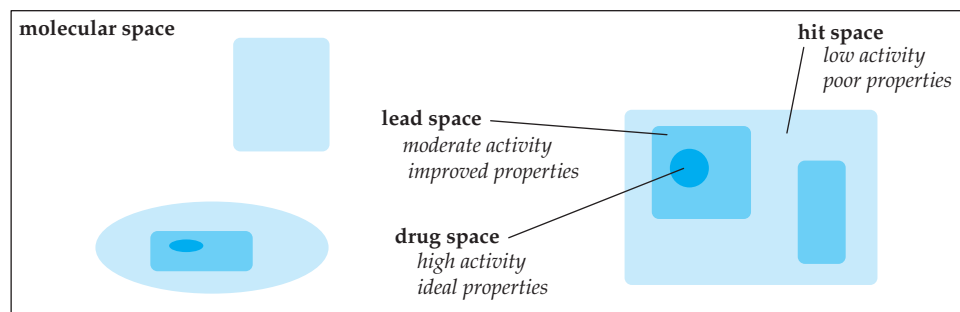 molecular space
hit space
low activity
poor properties
lead space
moderate activity
improved properties
drug space
high activity
ideal properties